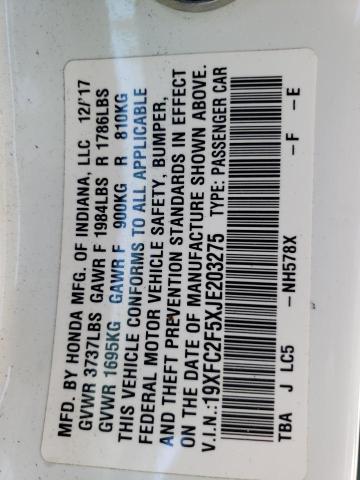 MFD. BY HONDA MFG. OF INDIANA, LLC 12/'17
GVWR 3737LBS GAWR F 1984LBS R 1786LBS
GVWR 1695KG GAWR F 900KG R 810KG
THIS VEHICLE CONFORMS TO ALL APPLICABLE
FEDERAL MOTOR VEHICLE SAFETY, BUMPER,
AND THEFT PREVENTION STANDARDS IN EFFECT
ON THE DATE OF MANUFACTURE SHOWN ABOVE.
V.I.N.:19XFC2F5XJE203275 TYPE: PASSENGER CAR
TBA J LC5 -NH578X -F -E